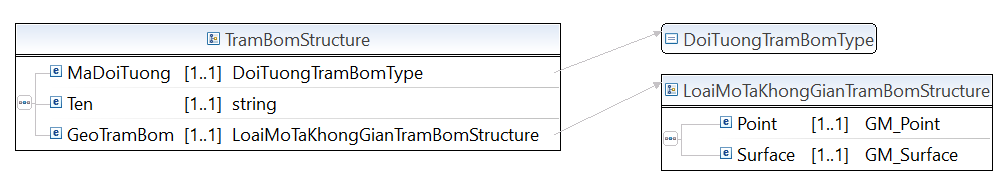 TramBomStructure
MaDoiTuong [1..1] DoiTuongTramBomType
Ten [1..1] string
GeoTramBom [1..1] LoaiMoTaKhongGianTramBomStructure
DoiTuongTramBomType
LoaiMoTaKhongGianTramBomStructure
Point [1..1] GM_Point
Surface [1..1] GM_Surface